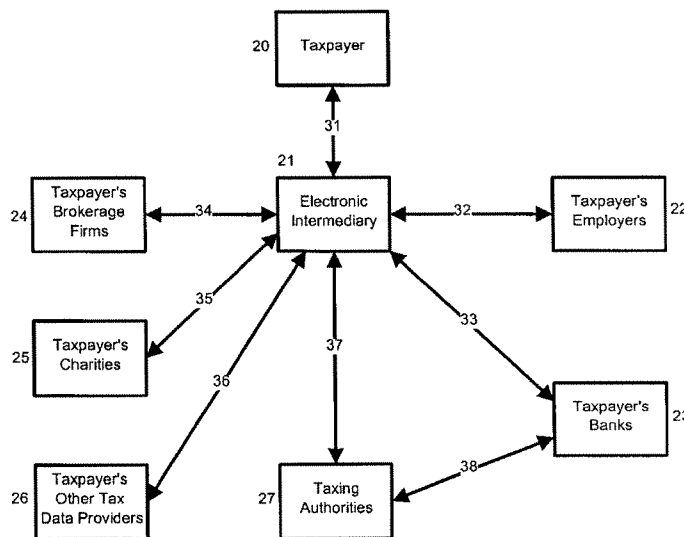 20
Taxpayer
31
21
Electronic
Intermediary
24
Taxpayer's
Brokerage
Firms
34
32
Taxpayer's
Employers
22
35
33
25
Taxpayer's
Charities
37
36
Taxpayer's
Banks
23
38
26
Taxpayer's
Other Tax
Data Providers
27
Taxing
Authorities